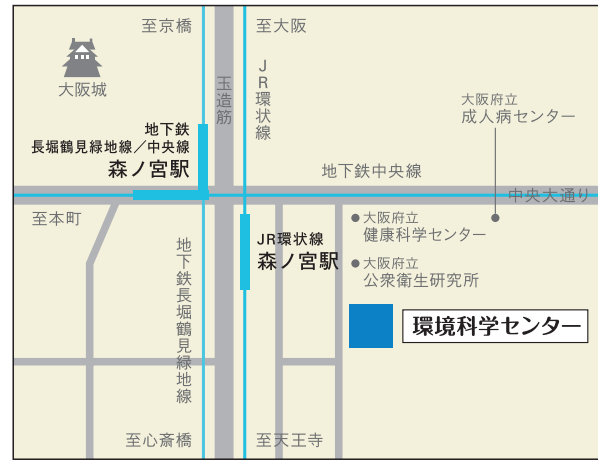 至京橋
至大阪
玉造筋
JR環状線
大阪城
大阪府立
成人病センター
地下鉄
長堀鶴見緑地線／中央線
森ノ宮駅
地下鉄中央線
中央大通り
至本町
大阪府立
健康科学センター
JR環状線
森ノ宮駅
大阪府立
公衆衛生研究所
地下鉄長堀鶴見緑地線
環境科学センター
至心斎橋
至天王寺